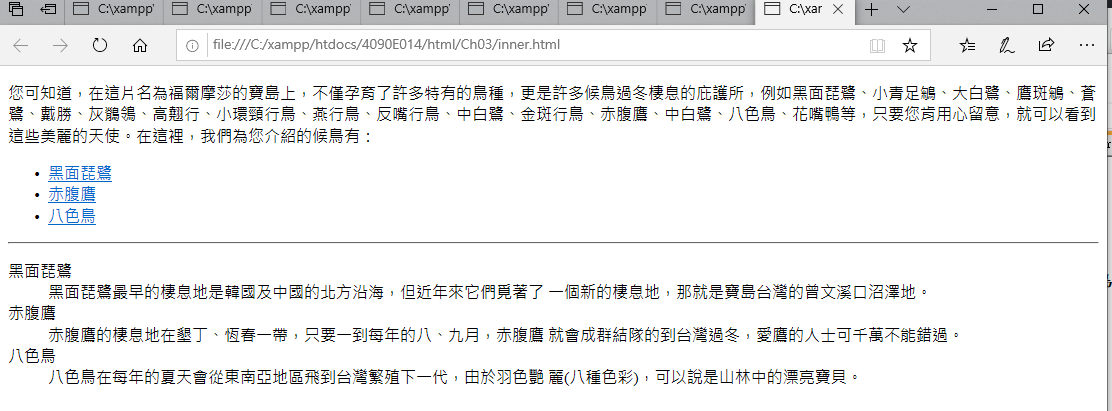 C:\xampp' C:\xampp' C:\xampp' C:\xampp' C:\xampp' C:\xampp' C:\xampp' C:\xar
file:///C:/xampp/htdocs/4090E014/html/Ch03/inner.html
您可知道，在這片名為福爾摩莎的寶島上，不僅孕育了許多特有的鳥種，更是許多候鳥過冬棲息的庇護所，例如黑面琵鷺、小青足鷸、大白鷺、鷹斑鷸、蒼
鷺、戴勝、灰鶺鴒、高翹行、小環頸行鳥、燕行鳥、反嘴行鳥、中白鷺、金斑行鳥、赤腹鷹、中白鷺、八色鳥、花嘴鴨等，只要您肯用心留意，就可以看到
這些美麗的天使。在這裡，我們為您介紹的候鳥有：
• 黑面琵鷺
• 赤腹鷹
• 八色鳥
黑面琵鷺
黑面琵鷺最早的棲息地是韓國及中國的北方沿海，但近年來它們覓著了 一個新的棲息地，那就是寶島台灣的曾文溪口沼澤地。
赤腹鷹
赤腹鷹的棲息地在墾丁、恆春一帶，只要一到每年的八、九月，赤腹鷹 就會成群結隊的到台灣過冬，愛鷹的人士可千萬不能錯過。
八色鳥
八色鳥在每年的夏天會從東南亞地區飛到台灣繁殖下一代，由於羽色艷 麗(八種色彩)，可以說是山林中的漂亮寶貝。